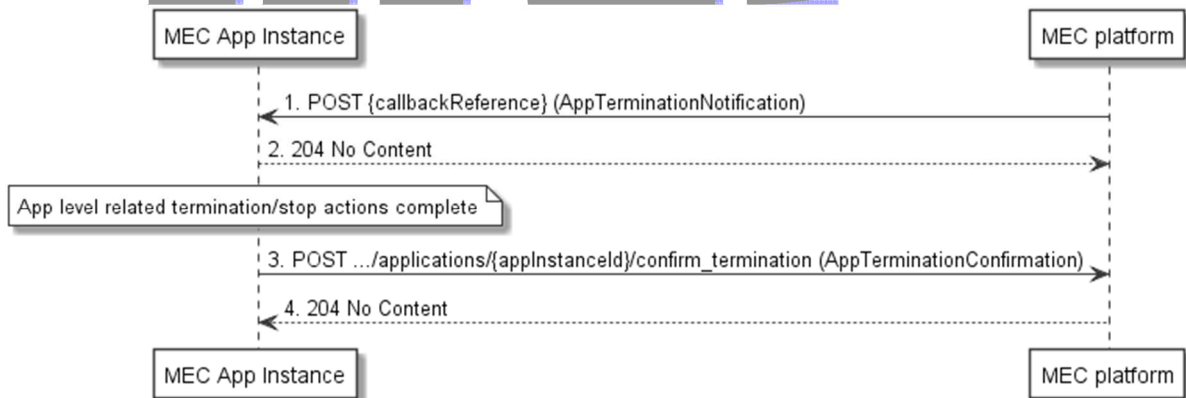 MEC App Instance
MEC platform
1. POST {callbackReference} (AppTerminationNotification)
2. 204 No Content
App level related termination/stop actions complete
3. POST .../applications/{appInstanceId}/confirm_termination (AppTerminationConfirmation)
4. 204 No Content
MEC App Instance
MEC platform